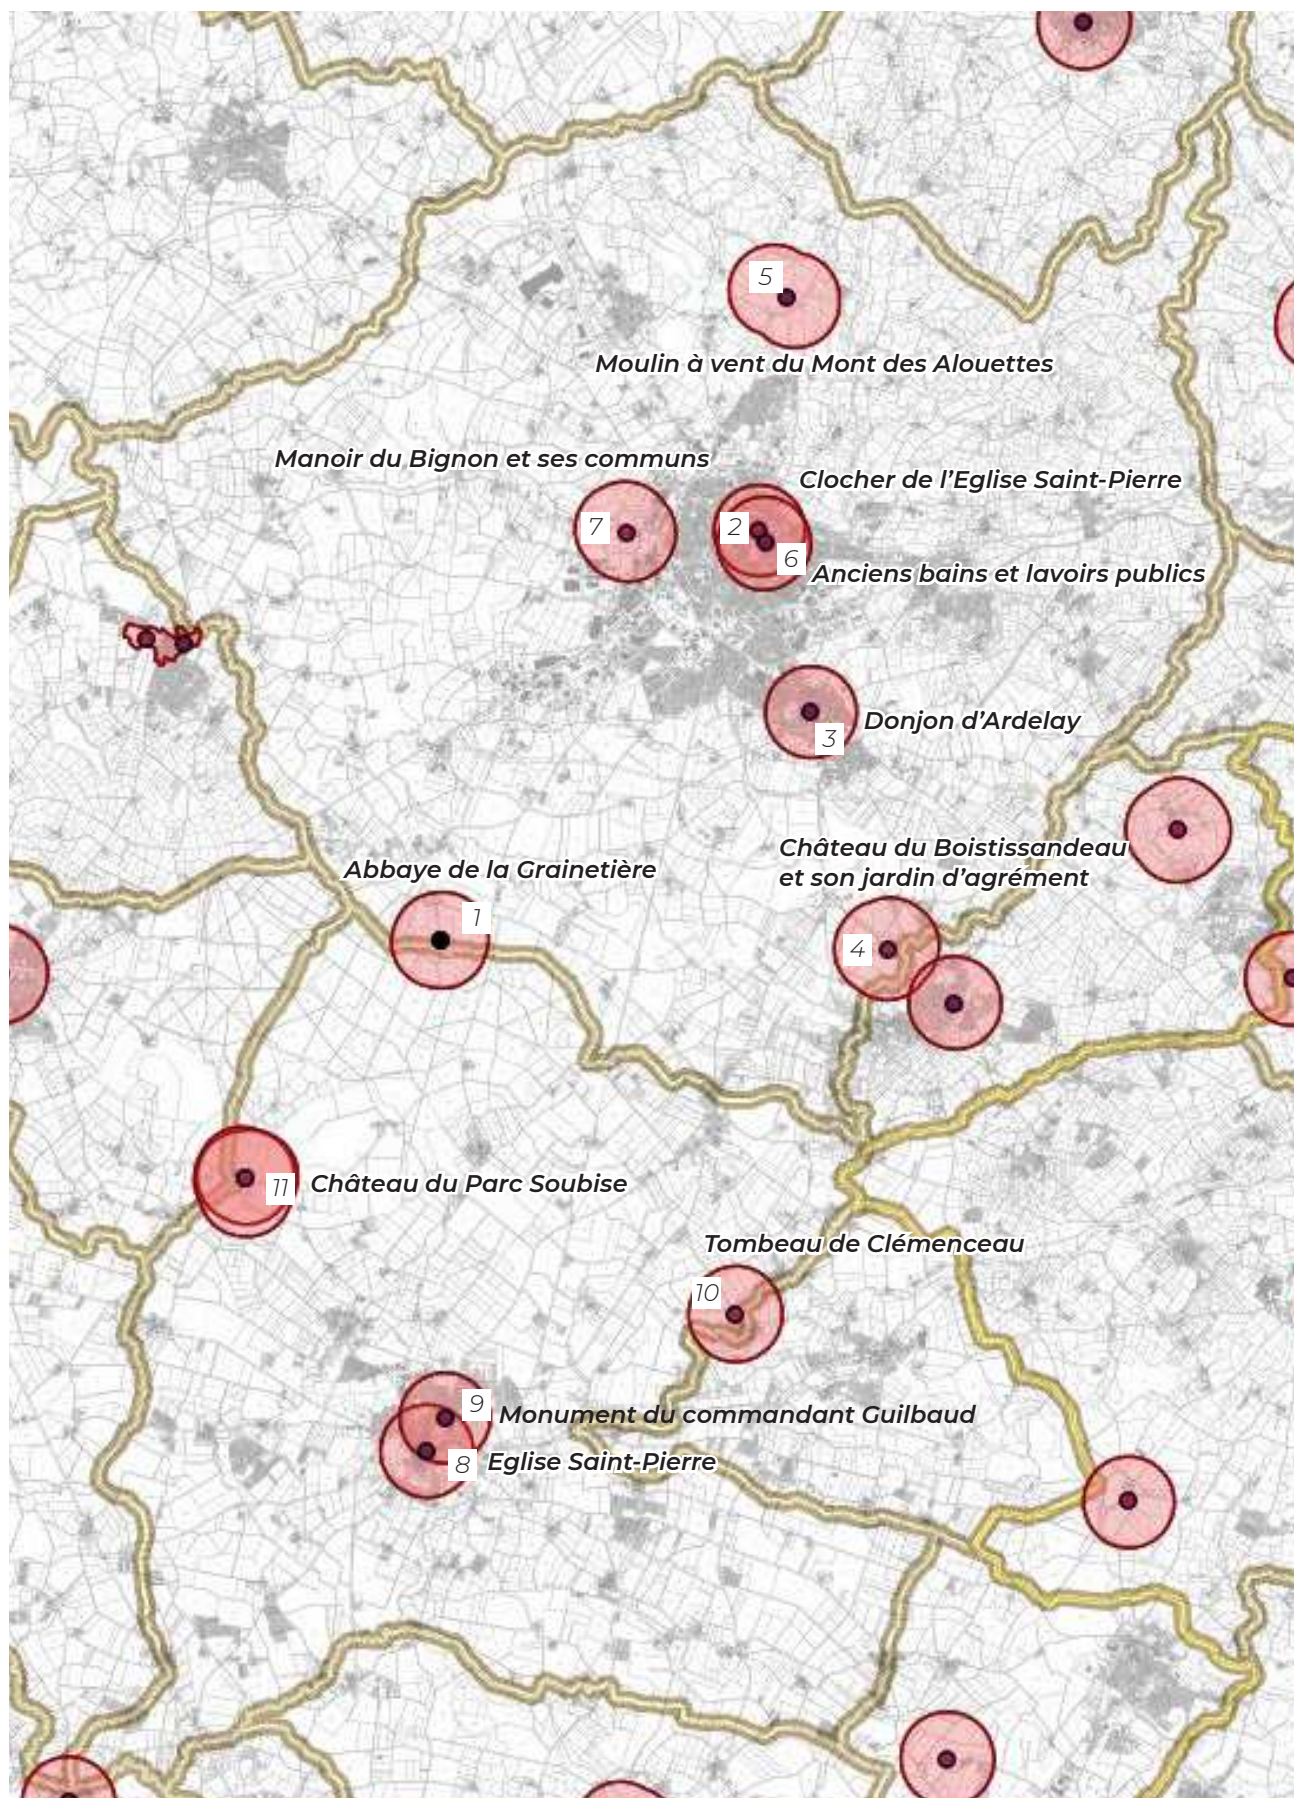 5
Moulin à vent du Mont des Alouettes
Manoir du Bignon et ses communs
Clocher de l'Eglise Saint-Pierre
7
2
6
Anciens bains et lavoirs publics
Donjon d'Ardelay
3
Château du Boistissandeau
et son jardin d'agrément
Abbaye de la Grainetière
1
4
11
Château du Parc Soubise
Tombeau de Clémenceau
10
9
Monument du commandant Guilbaud
8
Eglise Saint-Pierre